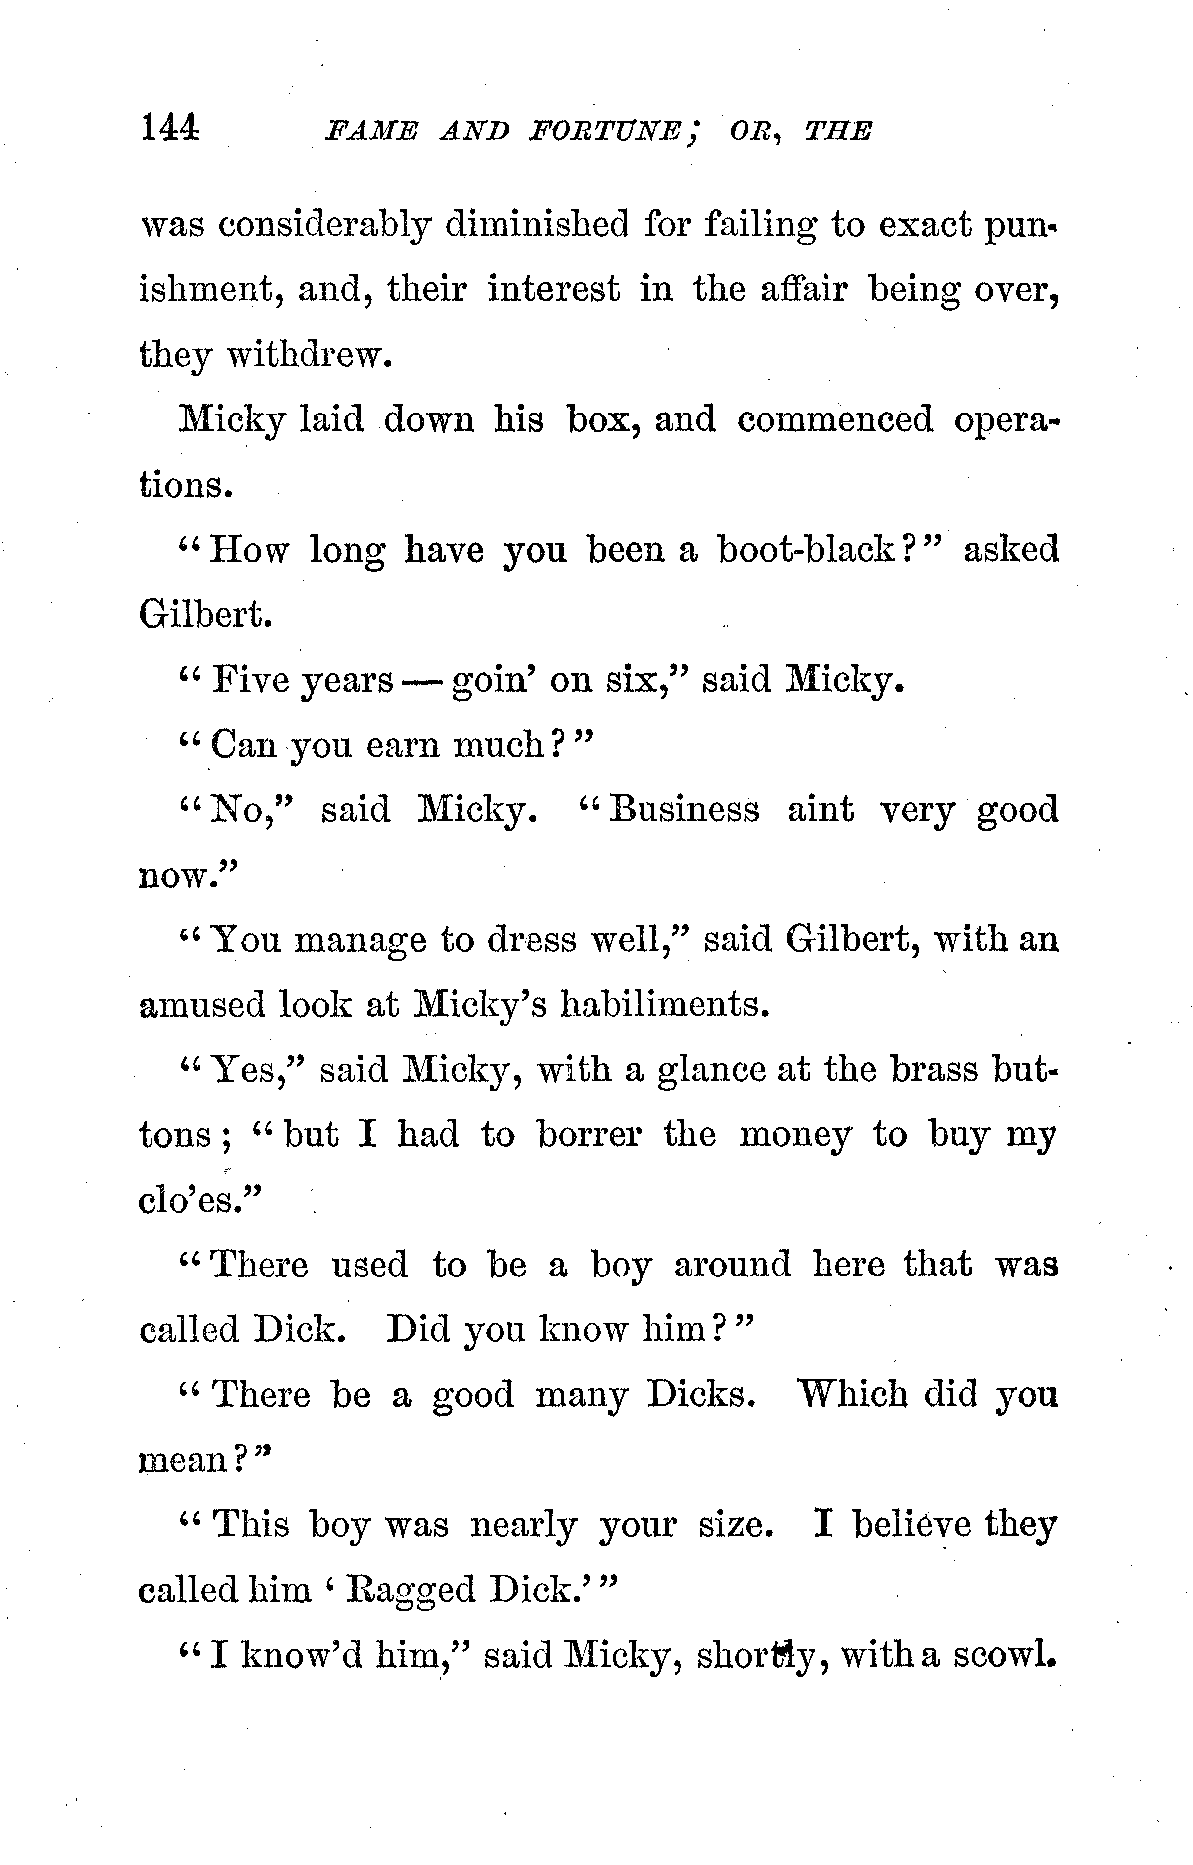 144 FAME AND FORTUNE; OR, THE
was considerably diminished for failing to exact pun-
ishment, and, their interest in the affair being over,
they withdrew.
Micky laid down his box, and commenced opera-
tions.
“How long have you been a boot-black?” asked
Gilbert.
“Five years — goin’ on six,” said Micky.
“Can you earn much?”
“No,” said Micky. “Business aint very good
now.”
“You manage to dress well,” said Gilbert, with an
amused look at Micky’s habiliments.
“Yes,” said Micky, with a glance at the brass but-
tons; “but I had to borrer the money to buy my
clo’es.”
“There used to be a boy around here that was
called Dick. Did you know him?”
“There be a good many Dicks. Which did you
mean?”
“This boy was nearly your size. I believe they
called him ‘Ragged Dick.’”
“I know’d him,” said Micky, shortly, with a scowl.